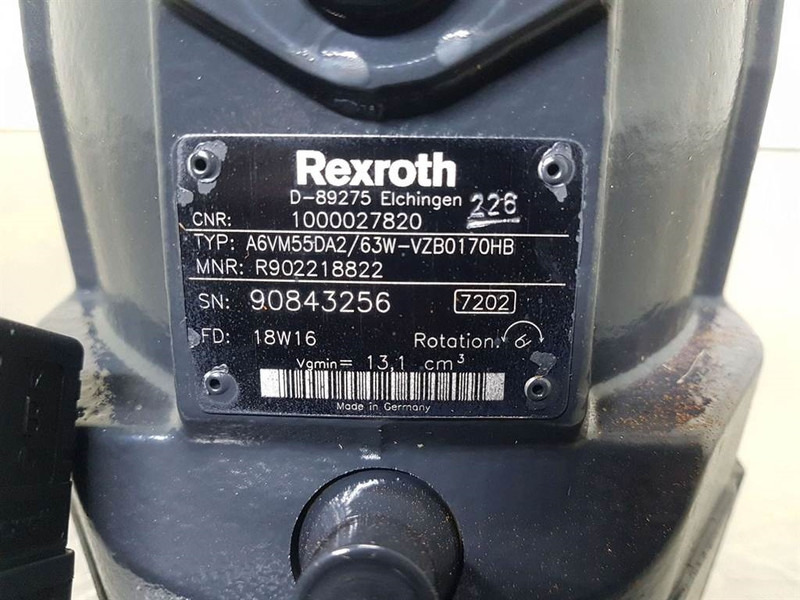 Rexroth
D-89275 Elchingen 226
CNR: 1000027820
TYP: A6VM55DA2/63W-VZB0170HB
MNR: R902218822
SN: 90843256 7202
FD: 18W16 Rotation:
Vgmin= 13,1 cm³
Made in Germany